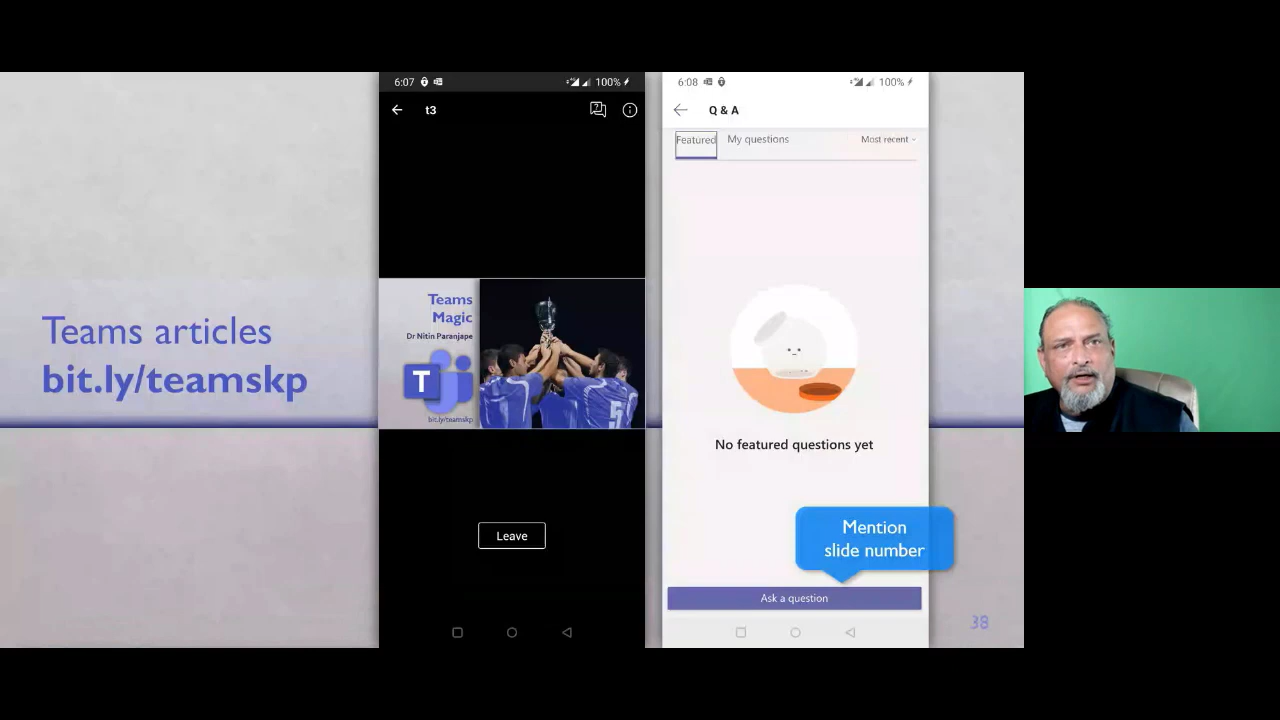 Teams articles
bit.ly/teamskp
6:07
100%
t3
Teams
Magic
Dr Nitin Paranjape
T
bit.ly/teamskp
5
Leave
6:08
100%
Q & A
Featured
My questions
Most recent
No featured questions yet
Mention
slide number
Ask a question
38